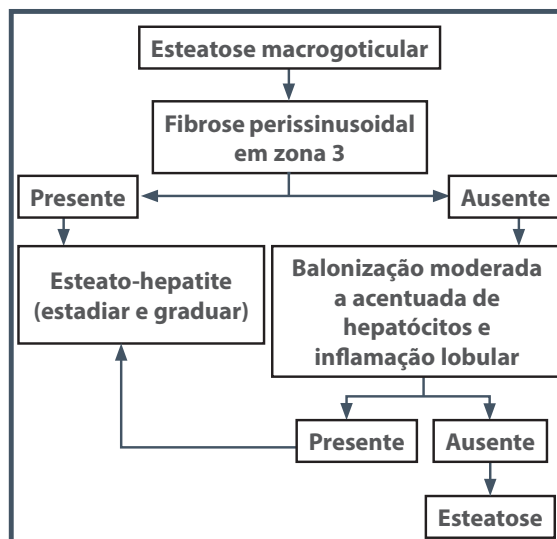 Esteatose macrogoticular
Fibrose perissinusoidal
em zona 3
Presente
Ausente
Esteato-hepatite
(estadiar e graduar)
Balonização moderada
a acentuada de
hepatócitos e
inflamação lobular
Presente
Ausente
Esteatose